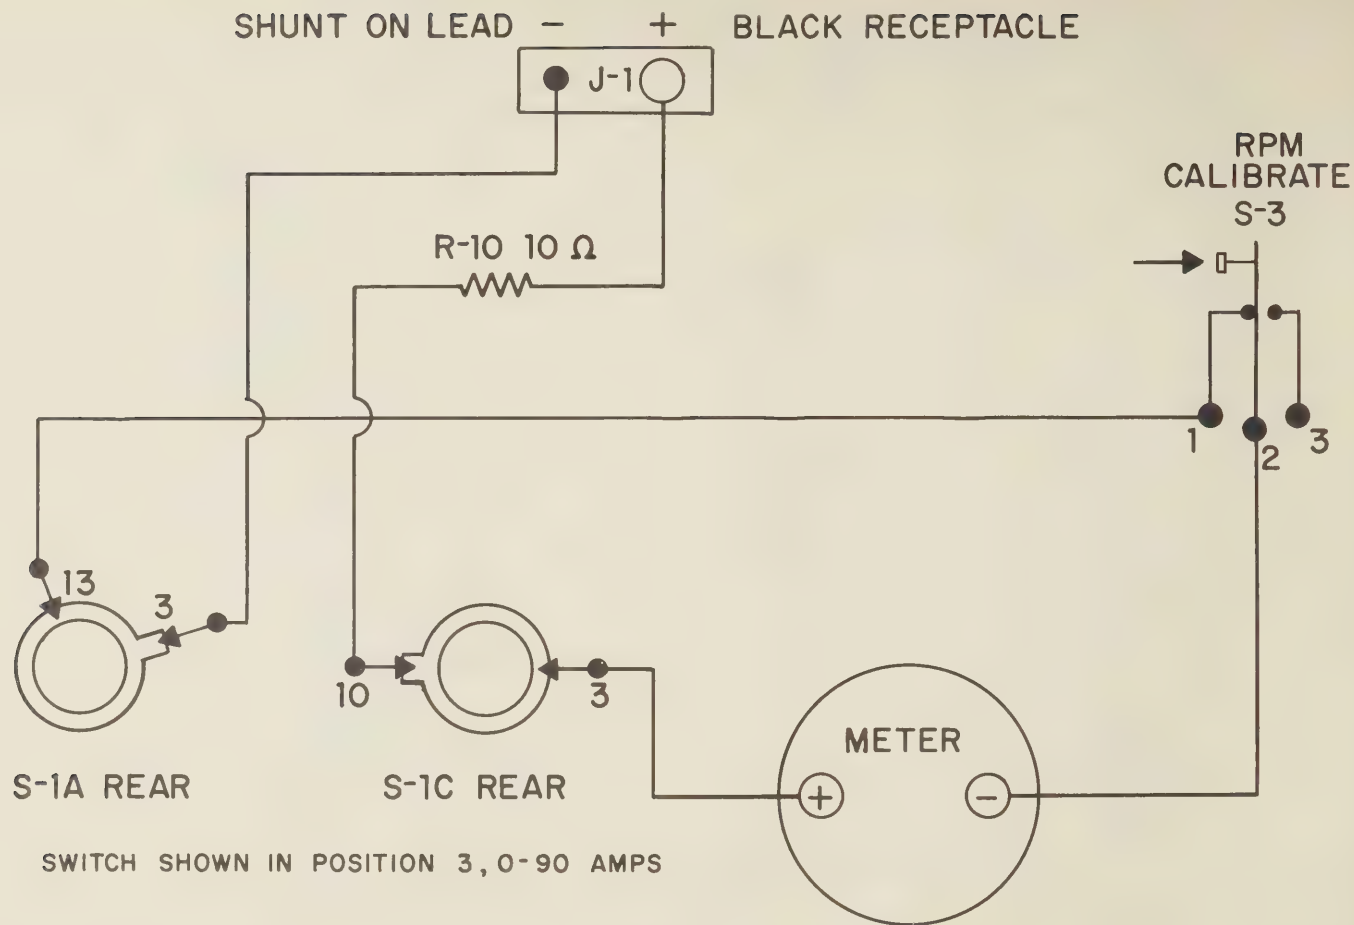 SHUNT ON LEAD - + BLACK RECEPTACLE
J-1
RPM
CALIBRATE
S-3
R-10 10 Ω
1 2 3
13
3
10
3
METER
+ -
S-1A REAR
S-1C REAR
SWITCH SHOWN IN POSITION 3, 0-90 AMPS